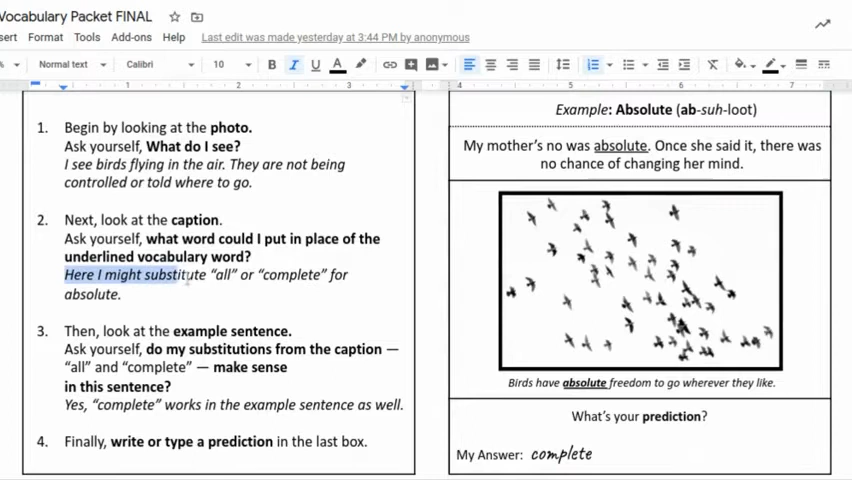 Vocabulary Packet FINAL
sert Format Tools Add-ons Help Last edit was made yesterday at 3:44 PM by anonymous
% Normal text Calibri 10 B I U A
1 2 3 4 5 6 7
1. Begin by looking at the photo.
Ask yourself, What do I see?
I see birds flying in the air. They are not being
controlled or told where to go.
2. Next, look at the caption.
Ask yourself, what word could I put in place of the
underlined vocabulary word?
Here I might substitute “all” or “complete” for
absolute.
3. Then, look at the example sentence.
Ask yourself, do my substitutions from the caption —
“all” and “complete” — make sense
in this sentence?
Yes, “complete” works in the example sentence as well.
4. Finally, write or type a prediction in the last box.
Example: Absolute (ab-suh-loot)
My mother’s no was absolute. Once she said it, there was
no chance of changing her mind.
Birds have absolute freedom to go wherever they like.
What’s your prediction?
My Answer: complete